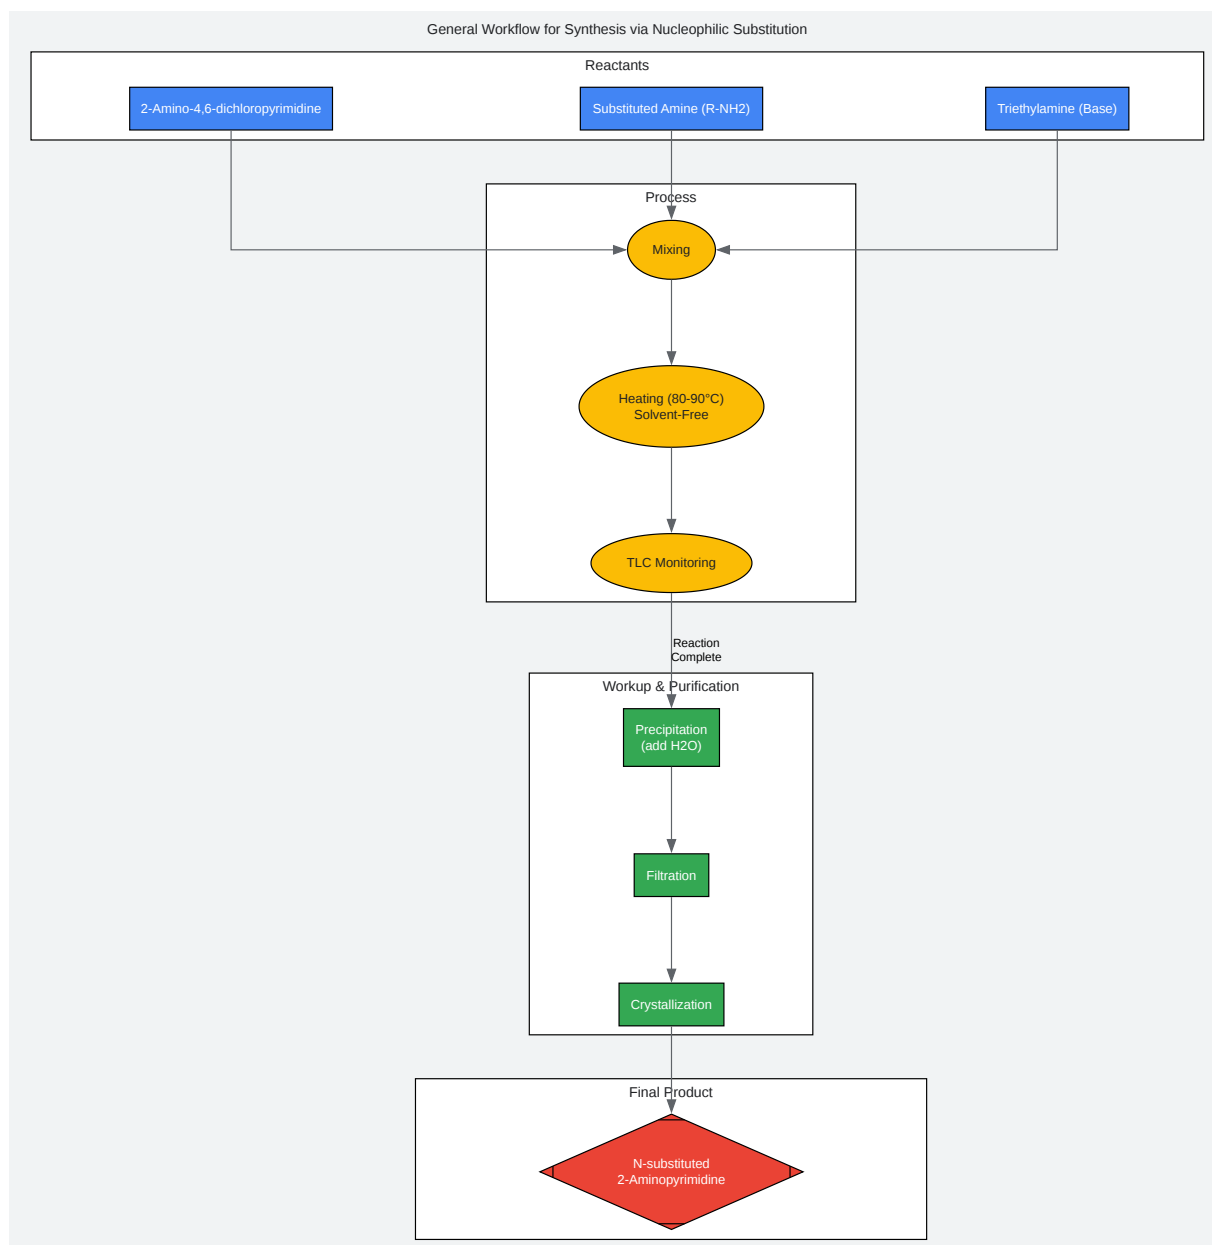 General Workflow for Synthesis via Nucleophilic Substitution
Reactants
2-Amino-4,6-dichloropyrimidine
Substituted Amine (R-NH2)
Triethylamine (Base)
Process
Mixing
Heating (80-90°C)
Solvent-Free
TLC Monitoring
Reaction
Complete
Workup & Purification
Precipitation
(add H2O)
Filtration
Crystallization
Final Product
N-substituted
2-Aminopyrimidine